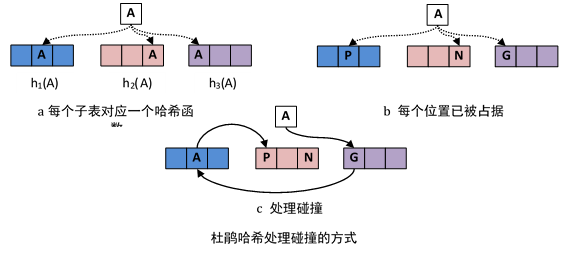 A
A
A
A
A
P
N
G
h₁(A)
h₂(A)
h₃(A)
a 每个子表对应一个哈希函
数
b 每个位置已被占据
A
A
P
N
G
c 处理碰撞
杜鹃哈希处理碰撞的方式